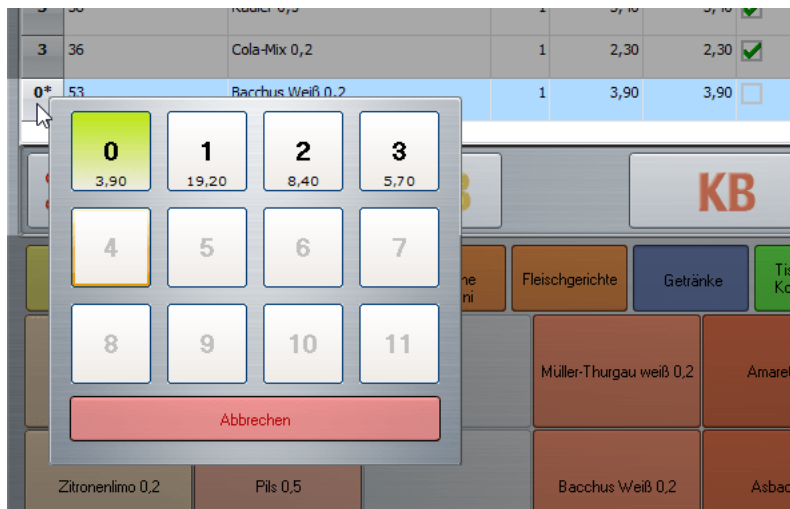 3 36 Cola-Mix 0,2 1 2,30 2,30
0* 53 Bacchus Weiß 0,2 1 3,90 3,90
0 1 2 3
3,90 19,20 8,40 5,70
4 5 6 7
KB
8 9 10 11
Fleischgerichte Getränke
Müller-Thurgau weiß 0,2
Abbrechen
Zitronenlimo 0,2 Pils 0,5 Bacchus Weiß 0,2